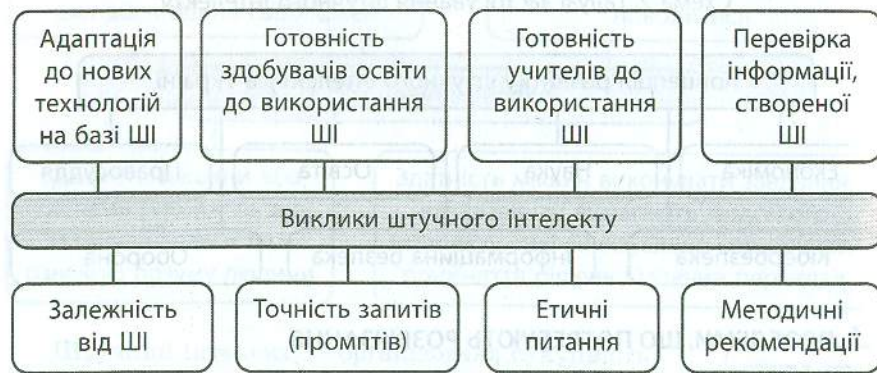 Адаптація
до нових
технологій
на базі ШІ
Готовність
здобувачів освіти
до використання
ШІ
Готовність
учителів до
використання
ШІ
Перевірка
інформації,
створеної
ШІ
Виклики штучного інтелекту
Залежність
від ШІ
Точність запитів
(промптів)
Етичні
питання
Методичні
рекомендації